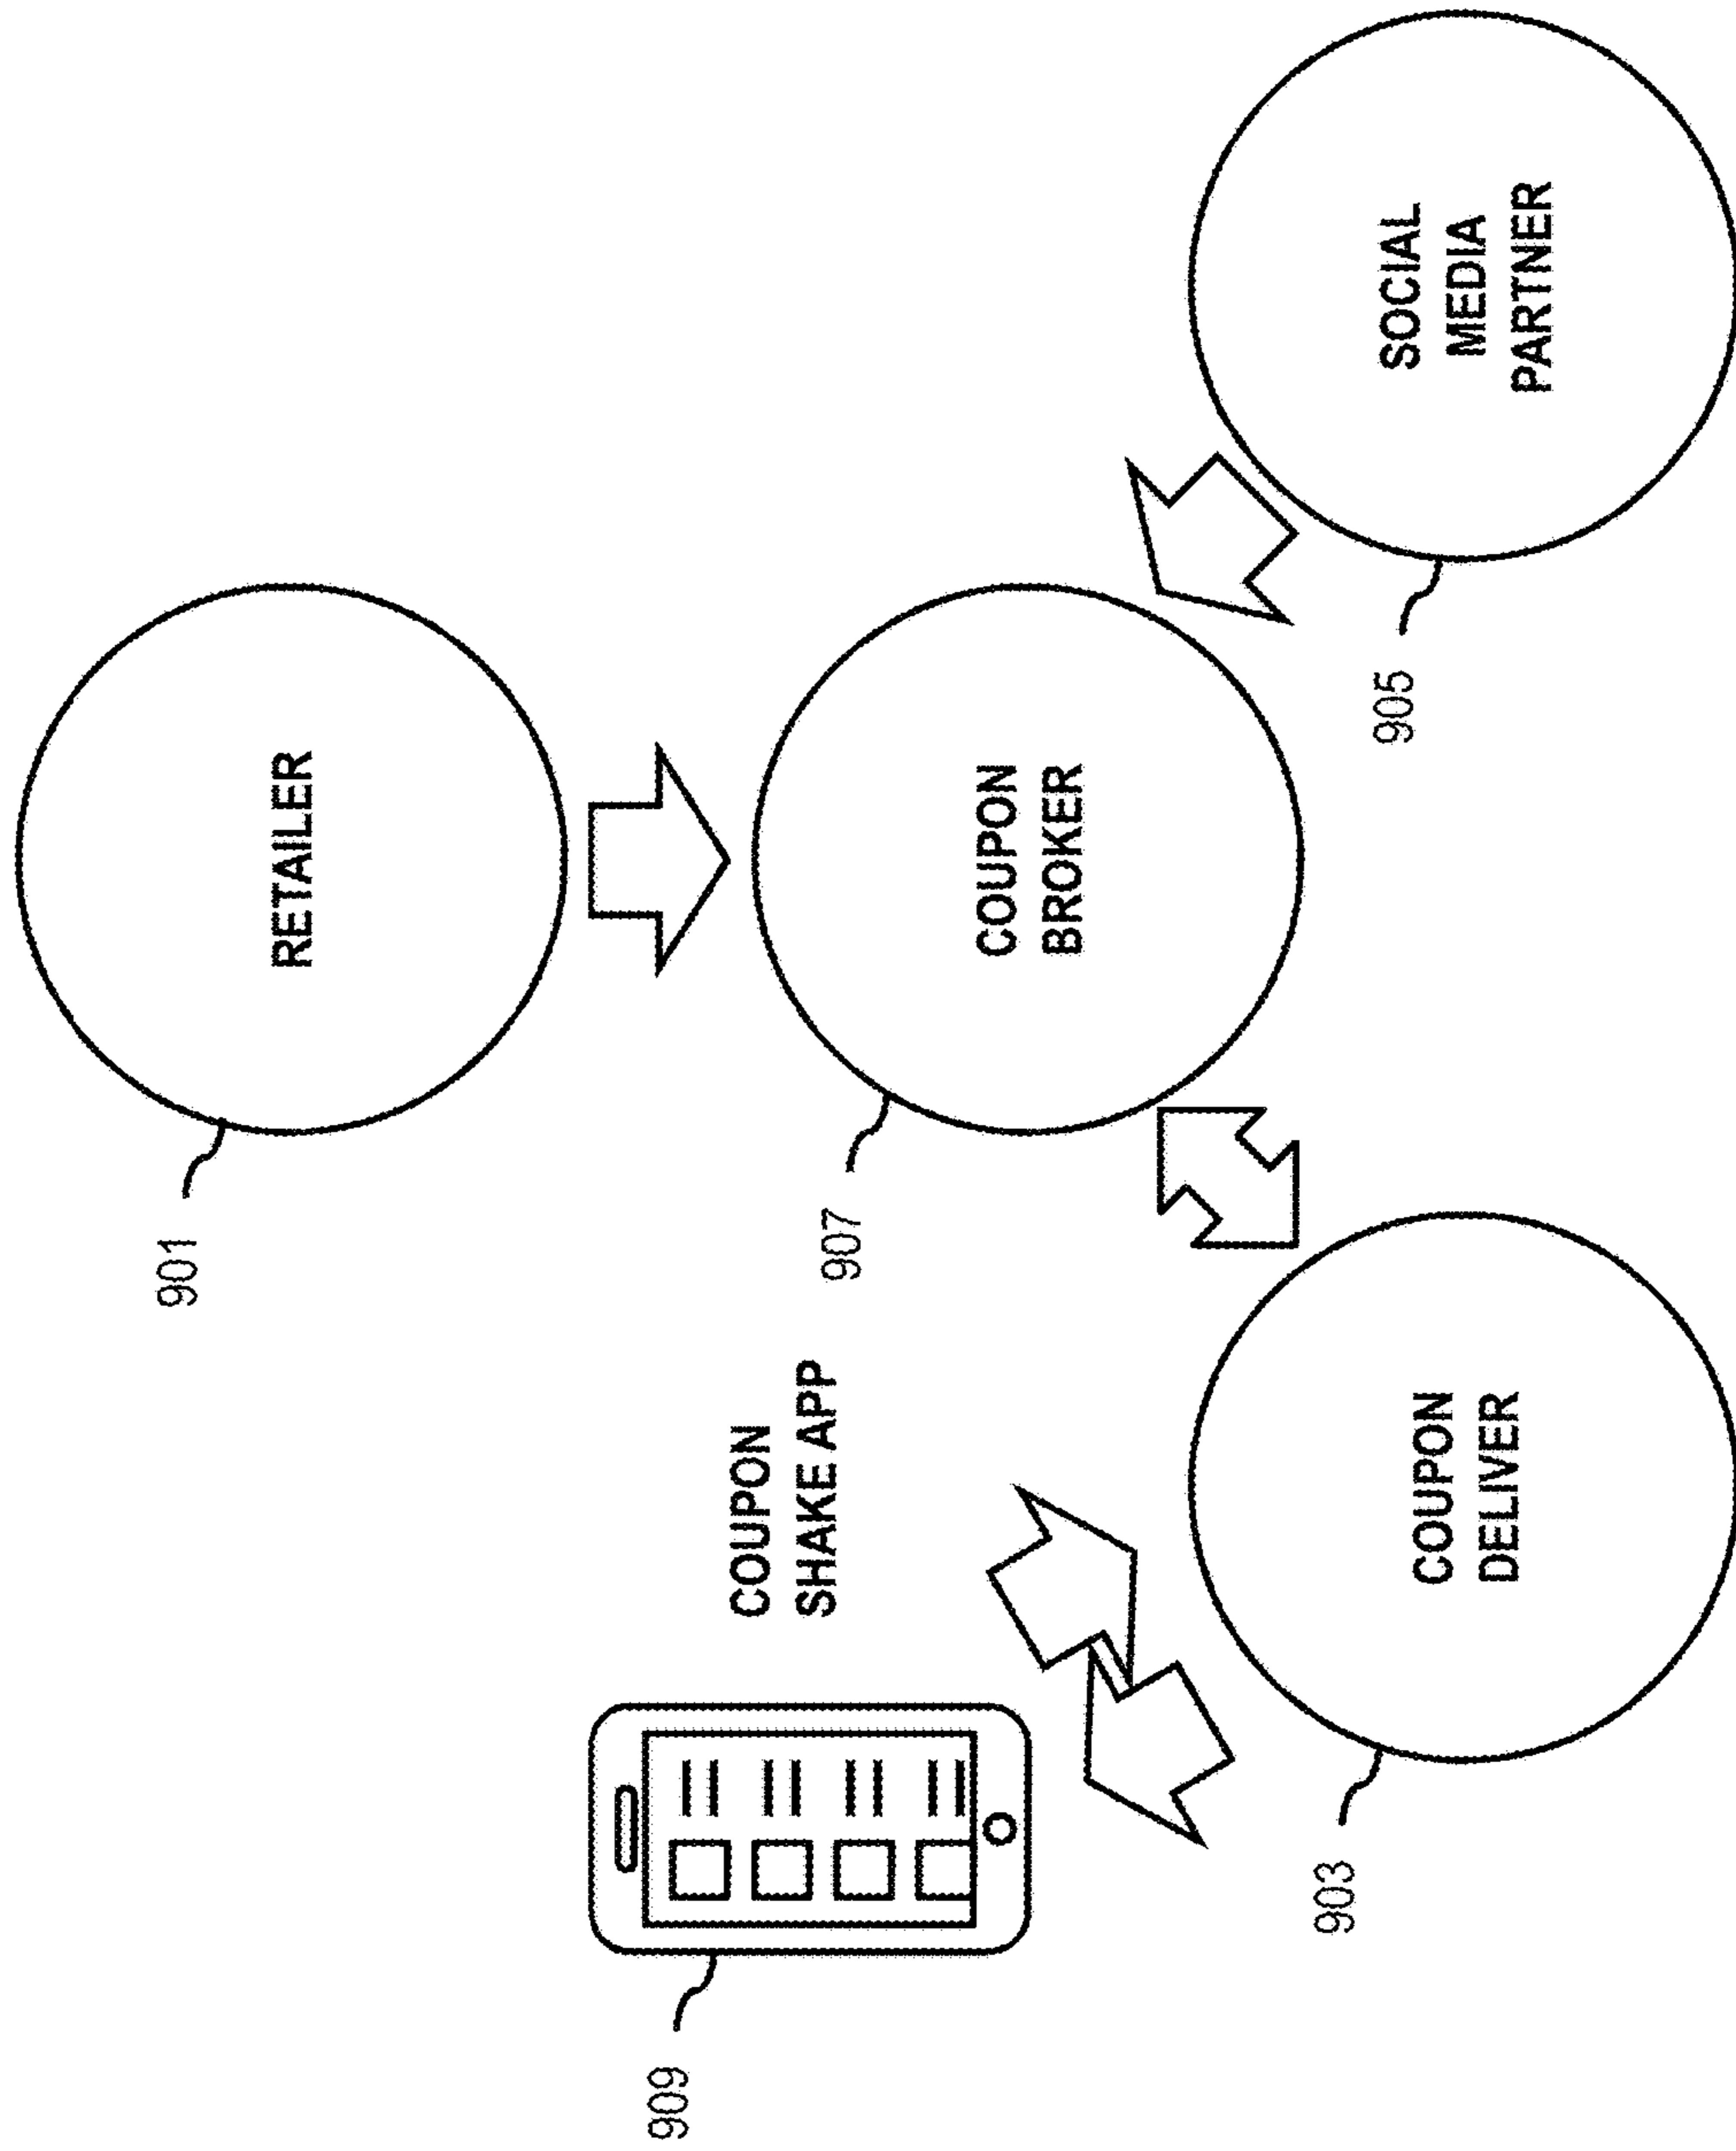 901
RETAILER
909
COUPON
SHAKE APP
907
COUPON
BROKER
903
COUPON
DELIVER
905
SOCIAL
MEDIA
PARTNER